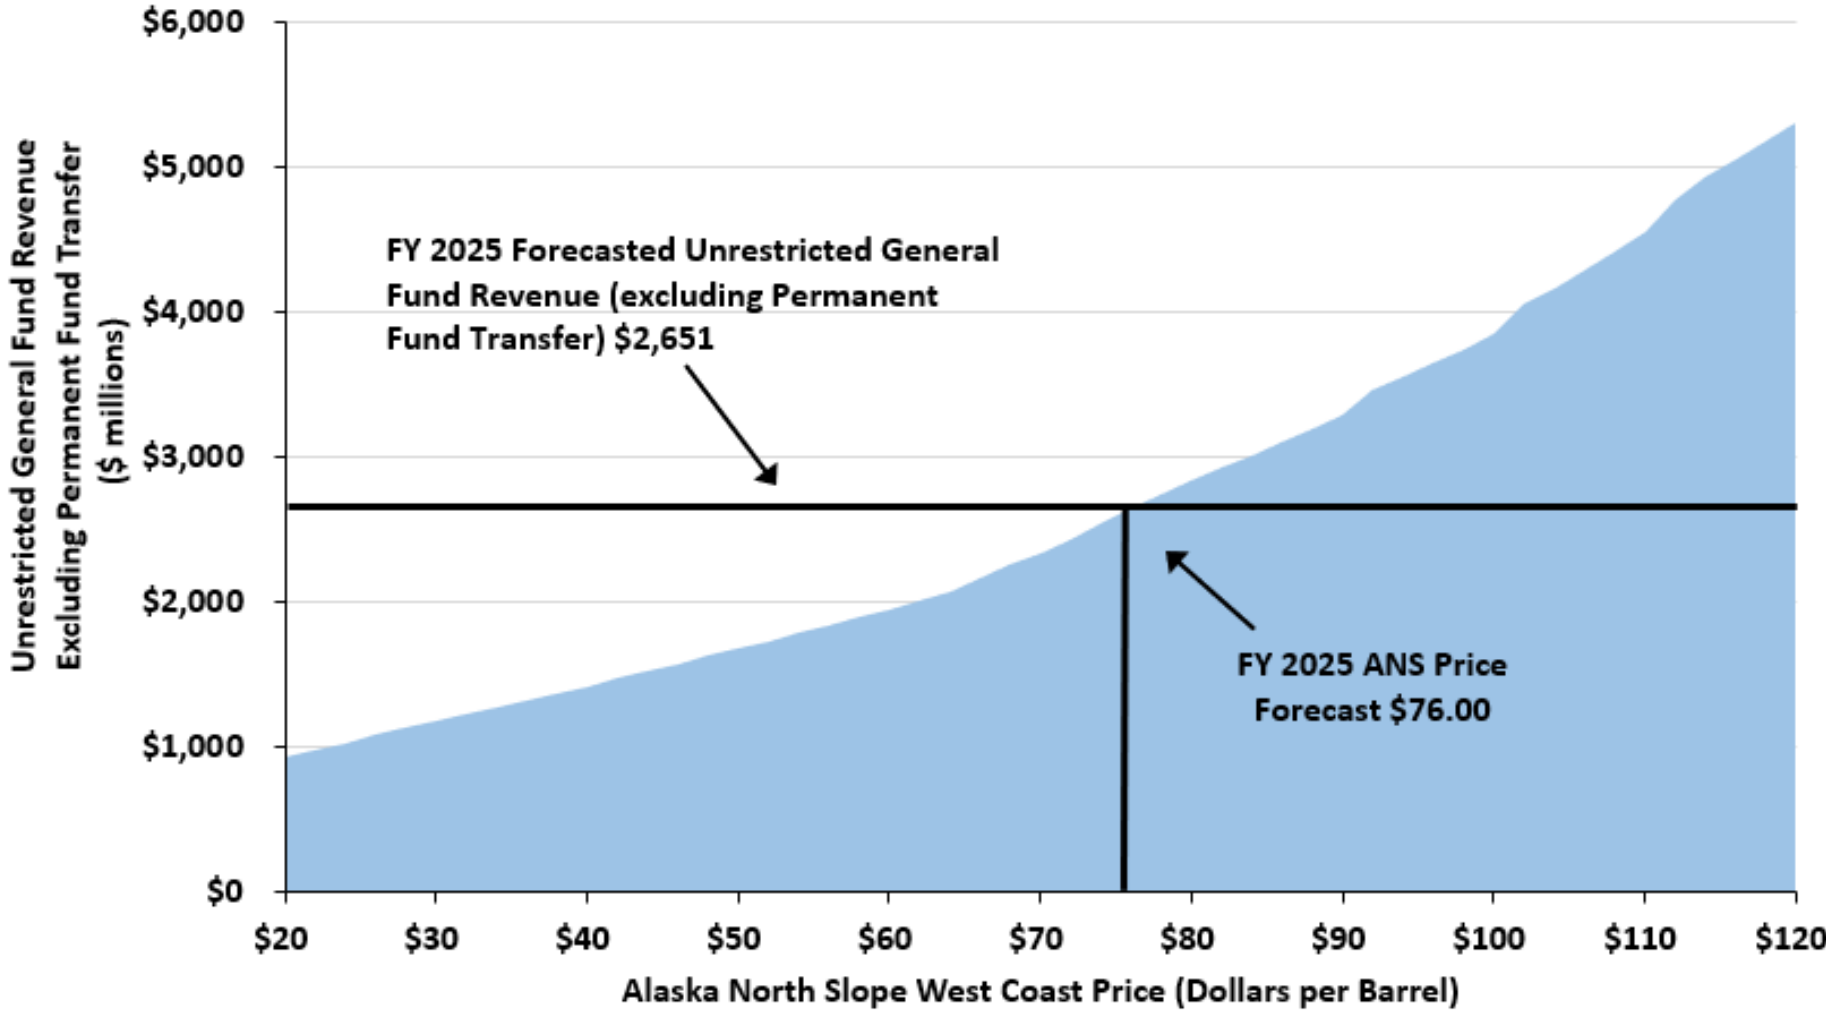 Unrestricted General Fund Revenue
Excluding Permanent Fund Transfer
($ millions)
$6,000
$5,000
$4,000
$3,000
$2,000
$1,000
$0
FY 2025 Forecasted Unrestricted General
Fund Revenue (excluding Permanent
Fund Transfer) $2,651
FY 2025 ANS Price
Forecast $76.00
$20 $30 $40 $50 $60 $70 $80 $90 $100 $110 $120
Alaska North Slope West Coast Price (Dollars per Barrel)